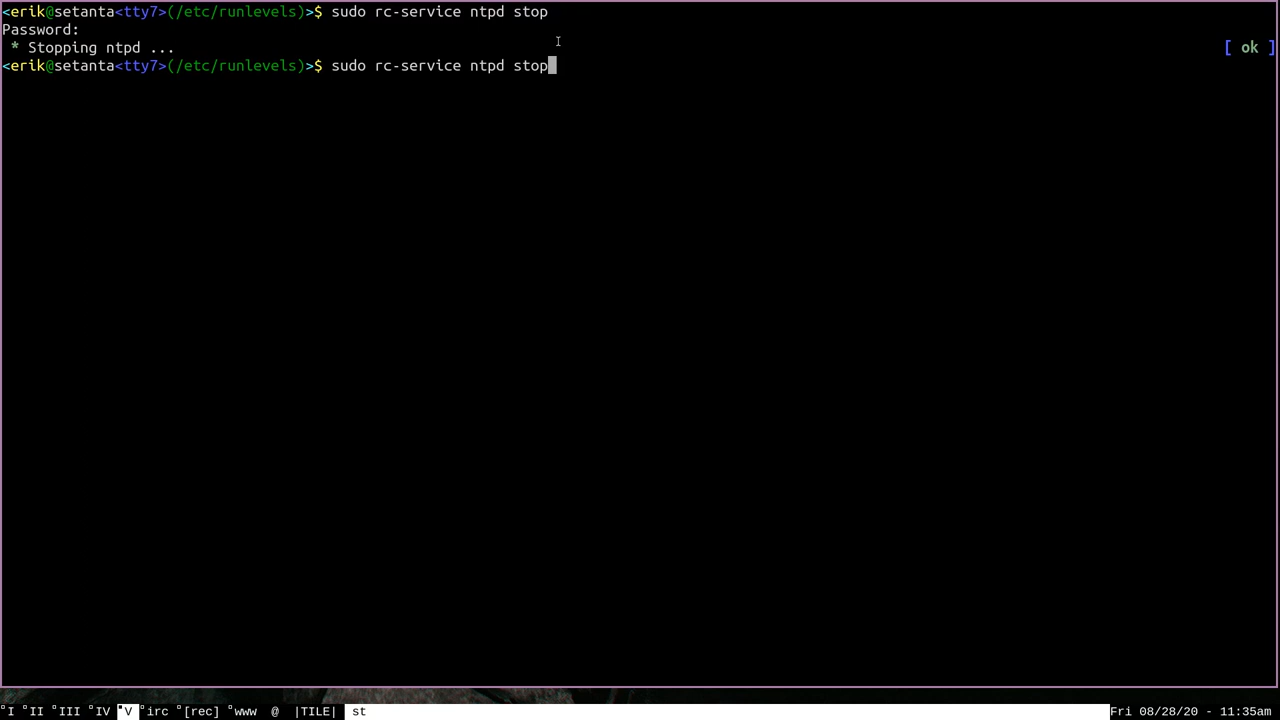 <erik@setanta<tty7>(/etc/runlevels)>$ sudo rc-service ntpd stop
Password:
 * Stopping ntpd ... [ ok ]
<erik@setanta<tty7>(/etc/runlevels)>$ sudo rc-service ntpd stop
°I °II °III °IV °V °irc °[rec] °www @ |TILE| st Fri 08/28/20 - 11:35am